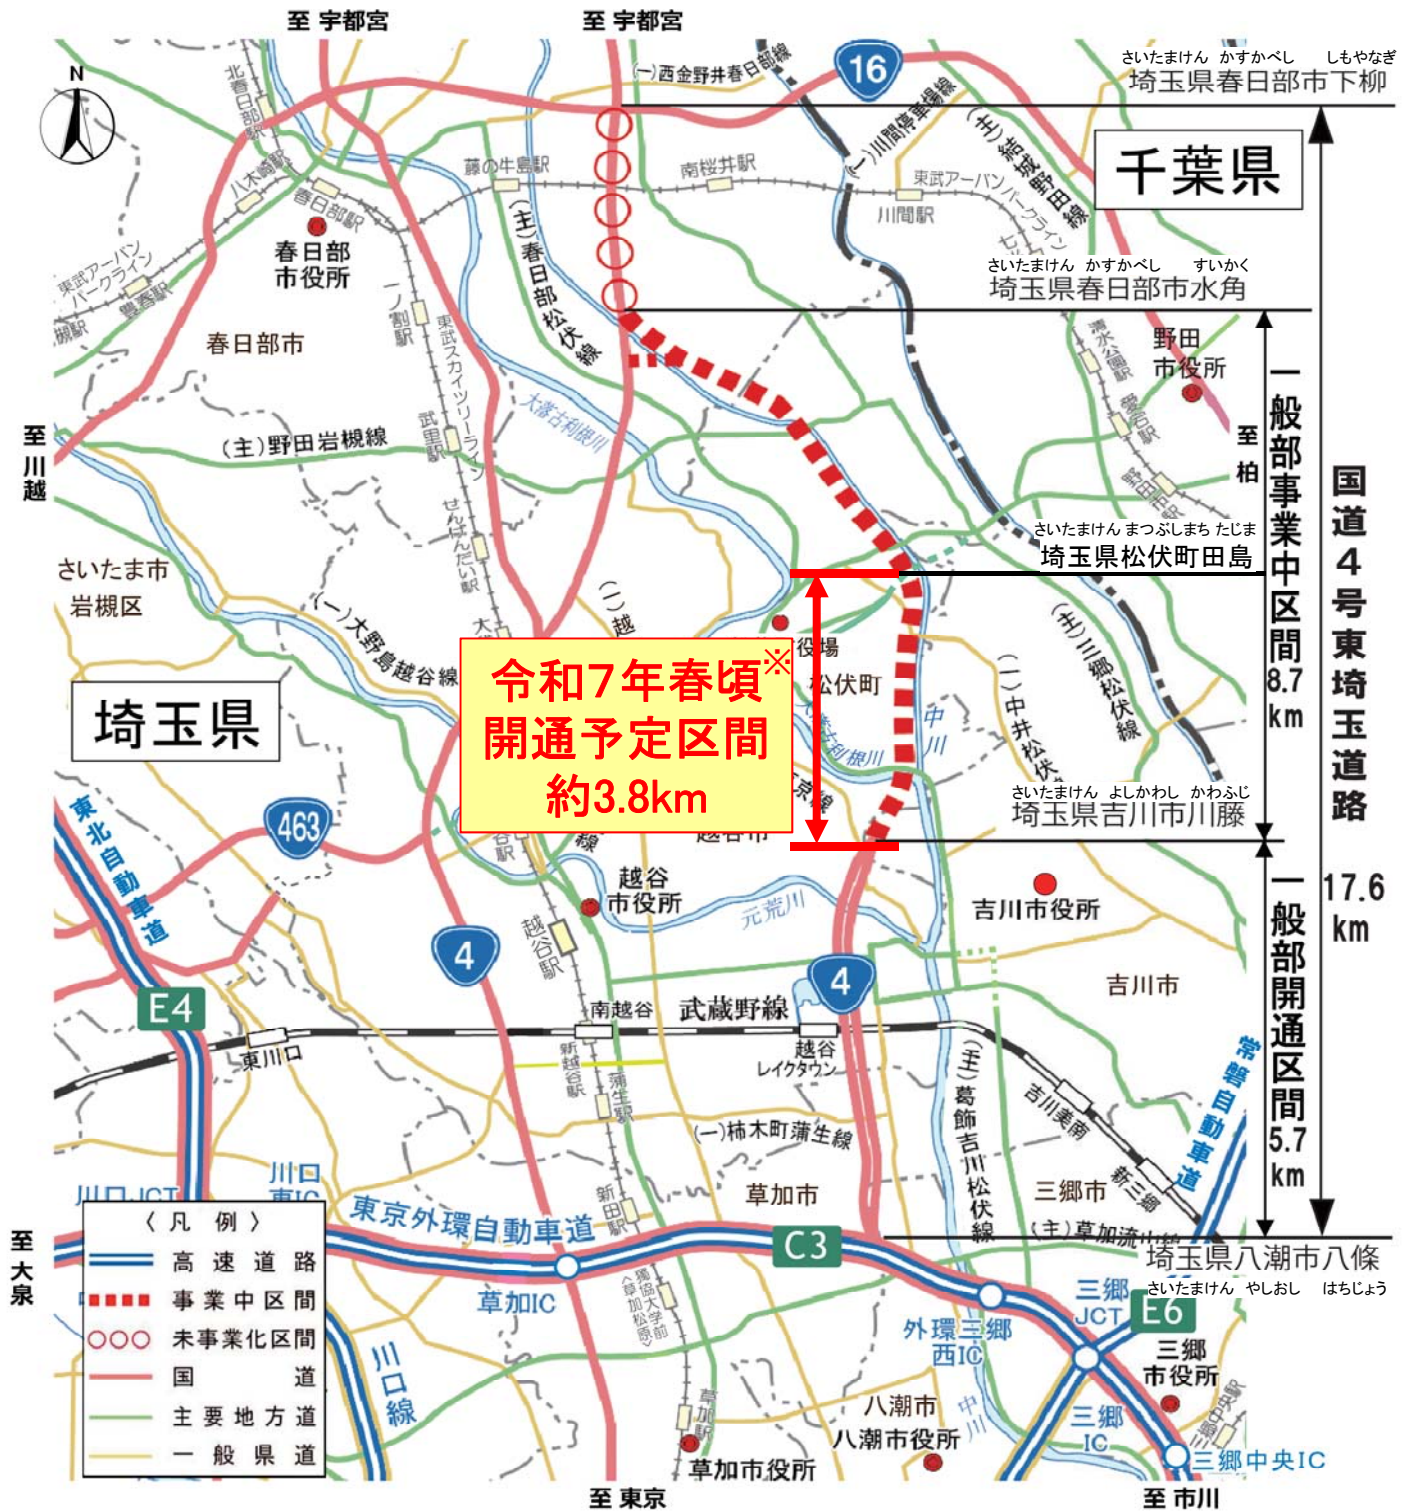 至 宇都宮
至 宇都宮
N
16
さいたまけん かすかべし しもやなぎ
埼玉県春日部市下柳
(一)西金野井春日部線
北春日部駅
(一)川間停車場線
(主)結城野田線
千葉県
八木崎駅
春日部駅
藤の牛島駅
南桜井駅
川間駅
東武アーバンパークライン
春日部
市役所
(主)春日部松伏線
東武アーバン
パークライン
豊春駅
一ノ割駅
東武スカイツリーライン
さいたまけん かすかべし すいかく
埼玉県春日部市水角
春日部市
清水公園駅
野田
市役所
愛宕駅
野田市駅
至 川越
(主)野田岩槻線
武里駅
大落古利根川
せんげんだい駅
至 柏
一般部事業中区間
8.7
km
国道4号東埼玉道路
17.6
km
さいたまけん まつぶしまち たじま
埼玉県松伏町田島
さいたま市
岩槻区
(一)大野島越谷線
(主)三郷松伏線
役場
松伏町
中川
(一)中井松伏
令和7年春頃※
開通予定区間
約3.8km
埼玉県
さいたまけん よしかわし かわふじ
埼玉県吉川市川藤
東北自動車道
463
越谷市
越谷
市役所
越谷駅
元荒川
吉川市役所
4
4
E4
吉川市
一般部開通区間
5.7
km
南越谷
武蔵野線
越谷
レイクタウン
東川口
新越谷駅
蒲生駅
(主)葛飾吉川松伏線
吉川美南
新三郷
常磐自動車道
(一)柿木町蒲生線
川口JCT
川口
東IC
新田駅
草加市
三郷市
(主)草加流山線
東京外環自動車道
C3
埼玉県八潮市八條
さいたまけん やしおし はちじょう
至 大泉
〈凡例〉
高速道路
事業中区間
未事業化区間
国道
主要地方道
一般県道
川口線
草加IC
獨協大学前
〈草加松原〉
草加駅
草加市役所
外環三郷
西IC
三郷
JCT
E6
三郷
市役所
八潮市
八潮市役所
中川
三郷
IC
三郷中央駅
三郷中央IC
至 東京
至 市川